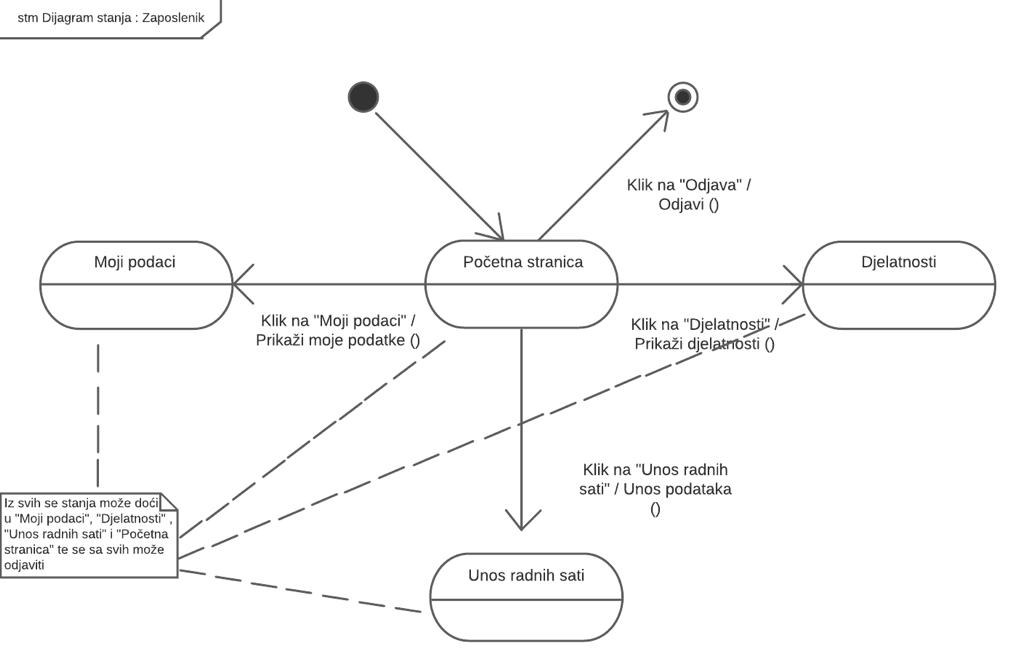 stm Dijagram stanja : Zaposlenik
Klik na "Odjava" /
Odjavi ()
Moji podaci
Početna stranica
Djelatnosti
Klik na "Moji podaci" /
Prikaži moje podatke ()
Klik na "Djelatnosti" /
Prikaži djelatnosti ()
Klik na "Unos radnih
sati" / Unos podataka
()
Iz svih se stanja može doći
u "Moji podaci", "Djelatnosti" ,
"Unos radnih sati" i "Početna
stranica" te se sa svih može
odjaviti
Unos radnih sati